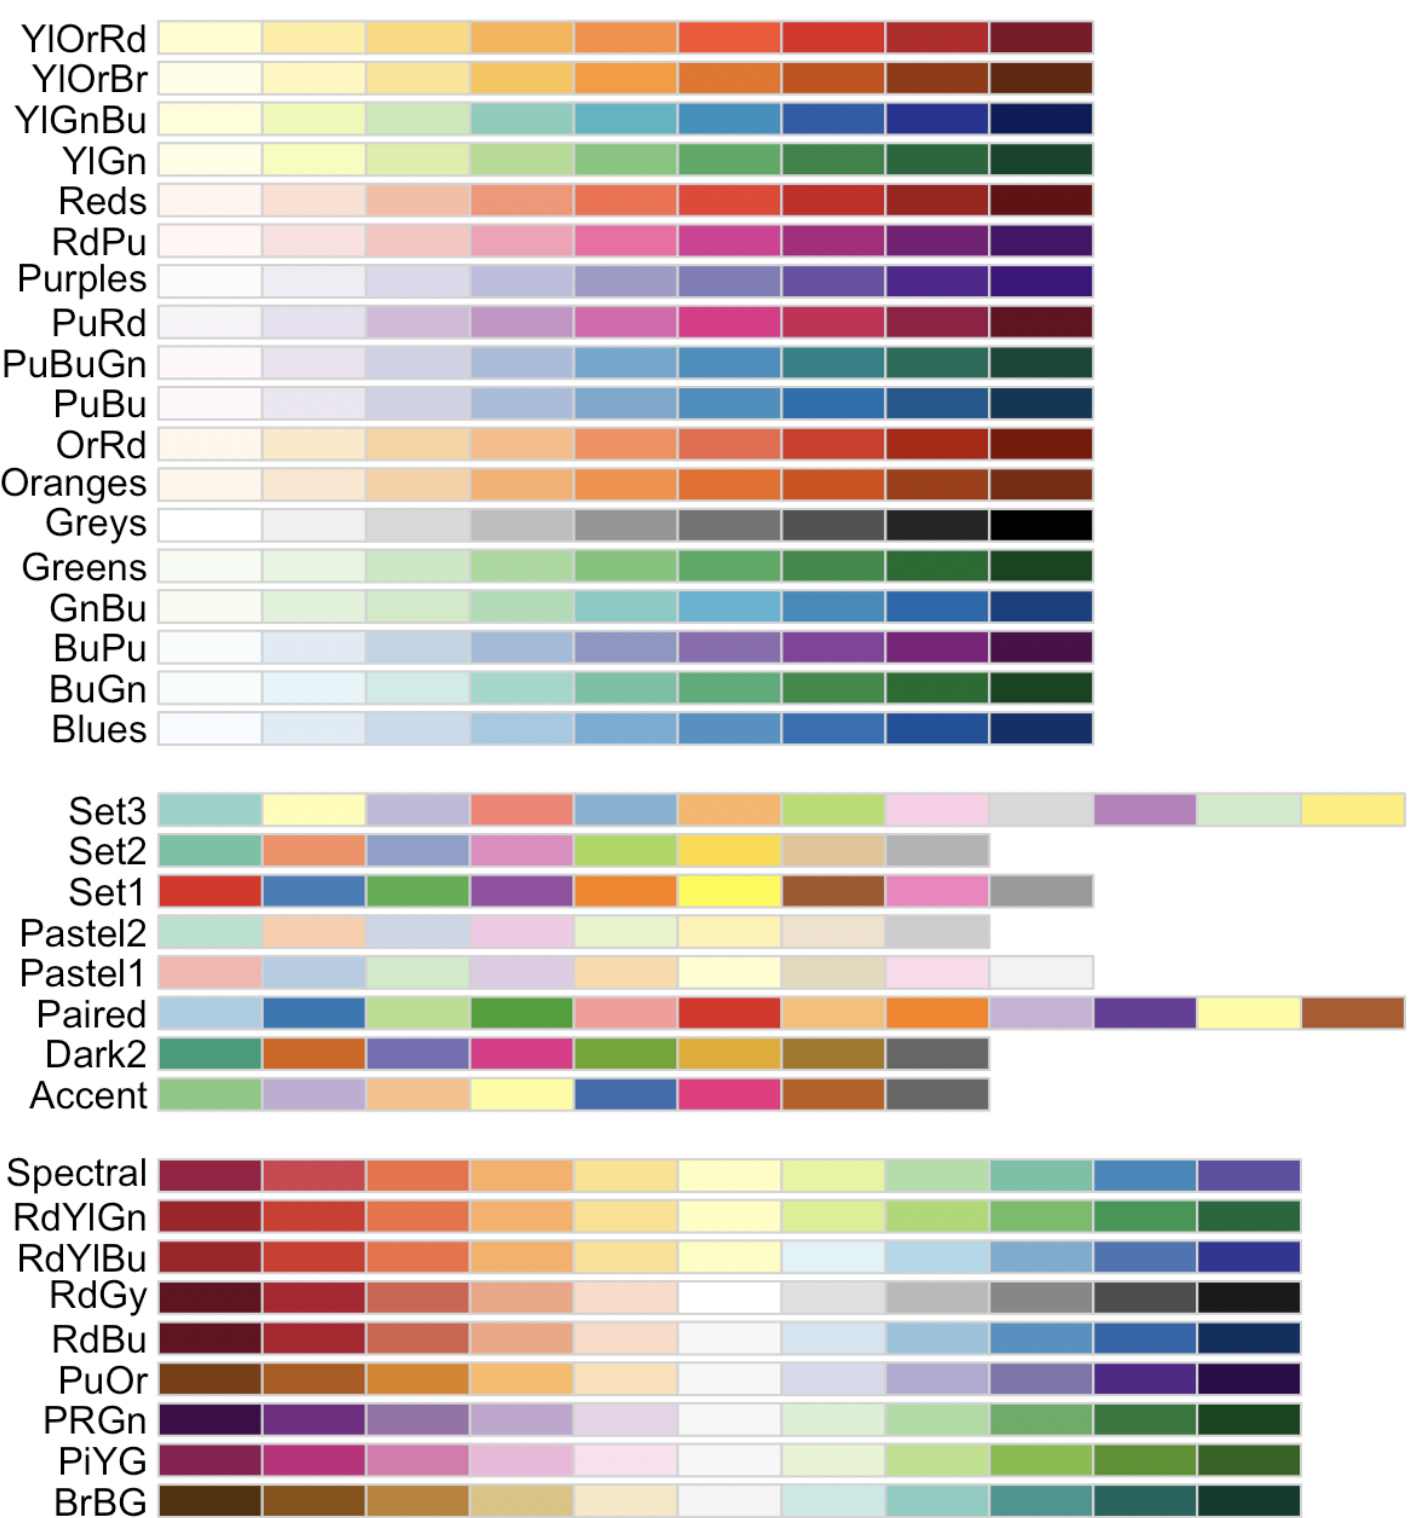 YlOrRd
YlOrBr
YlGnBu
YlGn
Reds
RdPu
Purples
PuRd
PuBuGn
PuBu
OrRd
Oranges
Greys
Greens
GnBu
BuPu
BuGn
Blues
Set3
Set2
Set1
Pastel2
Pastel1
Paired
Dark2
Accent
Spectral
RdYlGn
RdYlBu
RdGy
RdBu
PuOr
PRGn
PiYG
BrBG